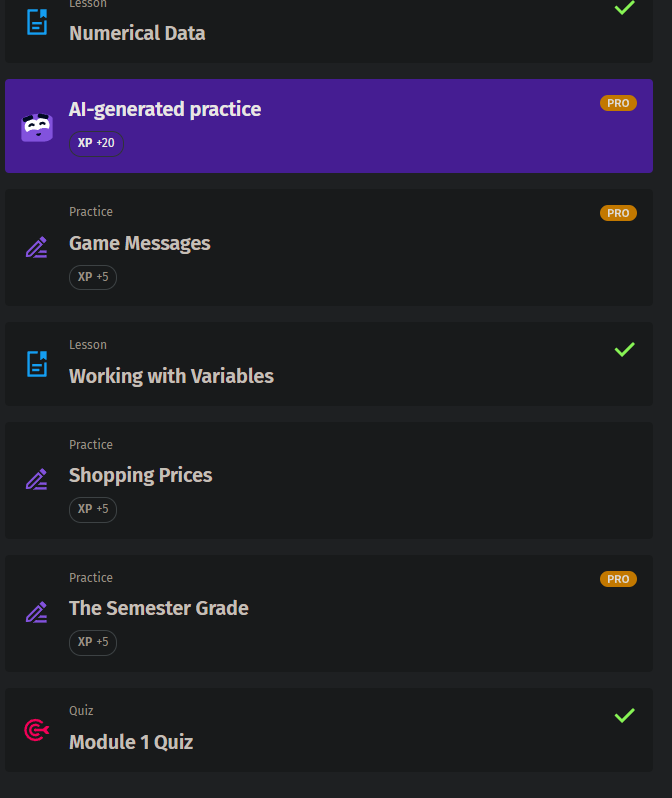 Lesson
Numerical Data
AI-generated practice
PRO
XP +20
Practice
PRO
Game Messages
XP +5
Lesson
Working with Variables
Practice
Shopping Prices
XP +5
Practice
PRO
The Semester Grade
XP +5
Quiz
Module 1 Quiz